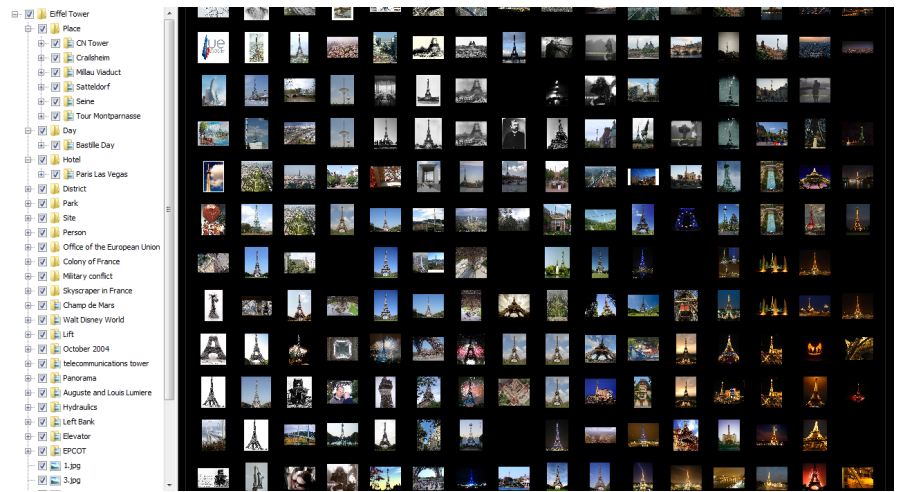 Eiffel Tower
Place
CN Tower
Crailsheim
Millau Viaduct
Satteldorf
Seine
Tour Montparnasse
Day
Bastille Day
Hotel
Paris Las Vegas
District
Park
Site
Person
Office of the European Union
Colony of France
Military conflict
Skyscraper in France
Champ de Mars
Walt Disney World
Lift
October 2004
telecommunications tower
Panorama
Auguste and Louis Lumiere
Hydraulics
Left Bank
Elevator
EPCOT
1.jpg
3.jpg